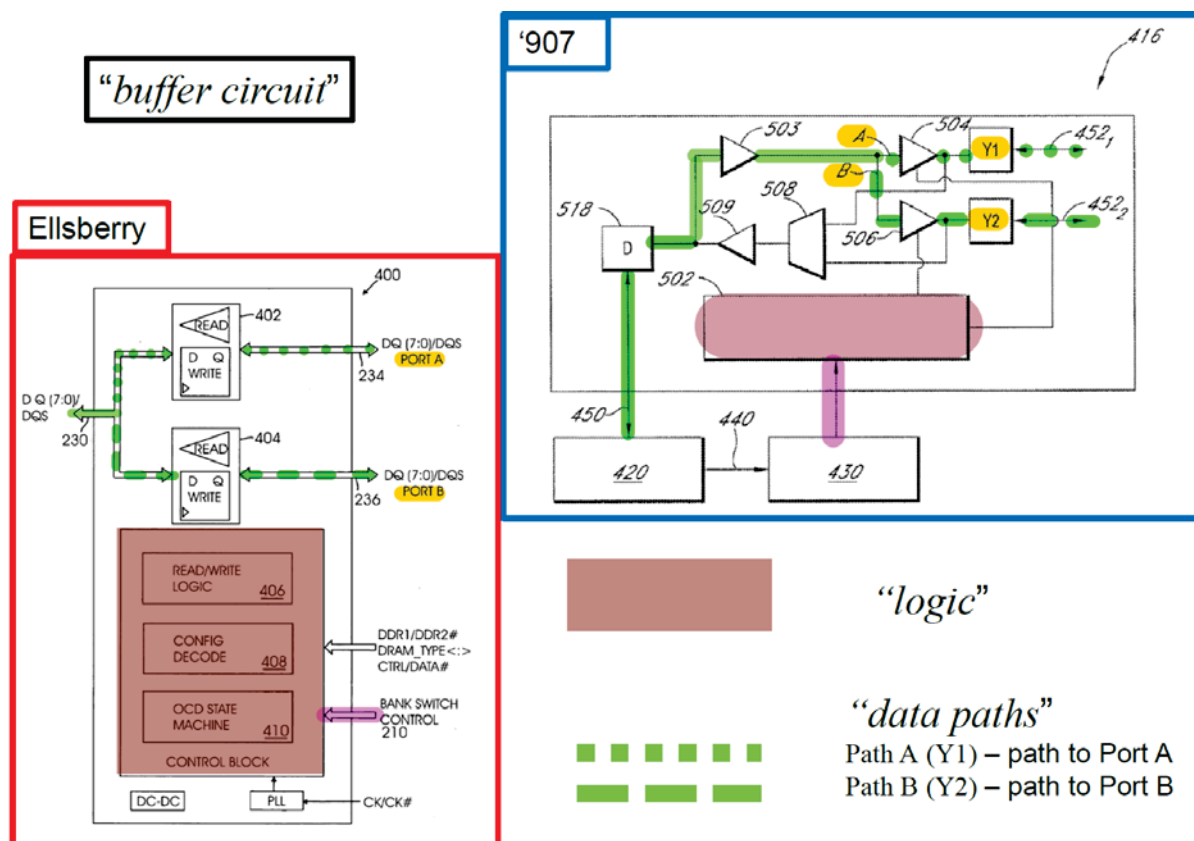 “buffer circuit”
Ellsberry
400
402
READ
D Q
WRITE
DQ (7:0)/DQS
PORT A
234
D Q (7:0)/
DQS
230
404
READ
D Q
WRITE
DQ (7:0)/DQS
PORT B
236
READ/WRITE
LOGIC 406
CONFIG
DECODE 408
OCD STATE
MACHINE 410
CONTROL BLOCK
DDR1/DDR2#
DRAM_TYPE<:>
CTRL/DATA#
BANK SWITCH
CONTROL
210
DC-DC
PLL
CK/CK#
‘907
416
503
A
504
Y1
452₁
B
508
518
509
D
506
Y2
452₂
502
450
440
420
430
“logic”
“data paths”
Path A (Y1) – path to Port A
Path B (Y2) – path to Port B